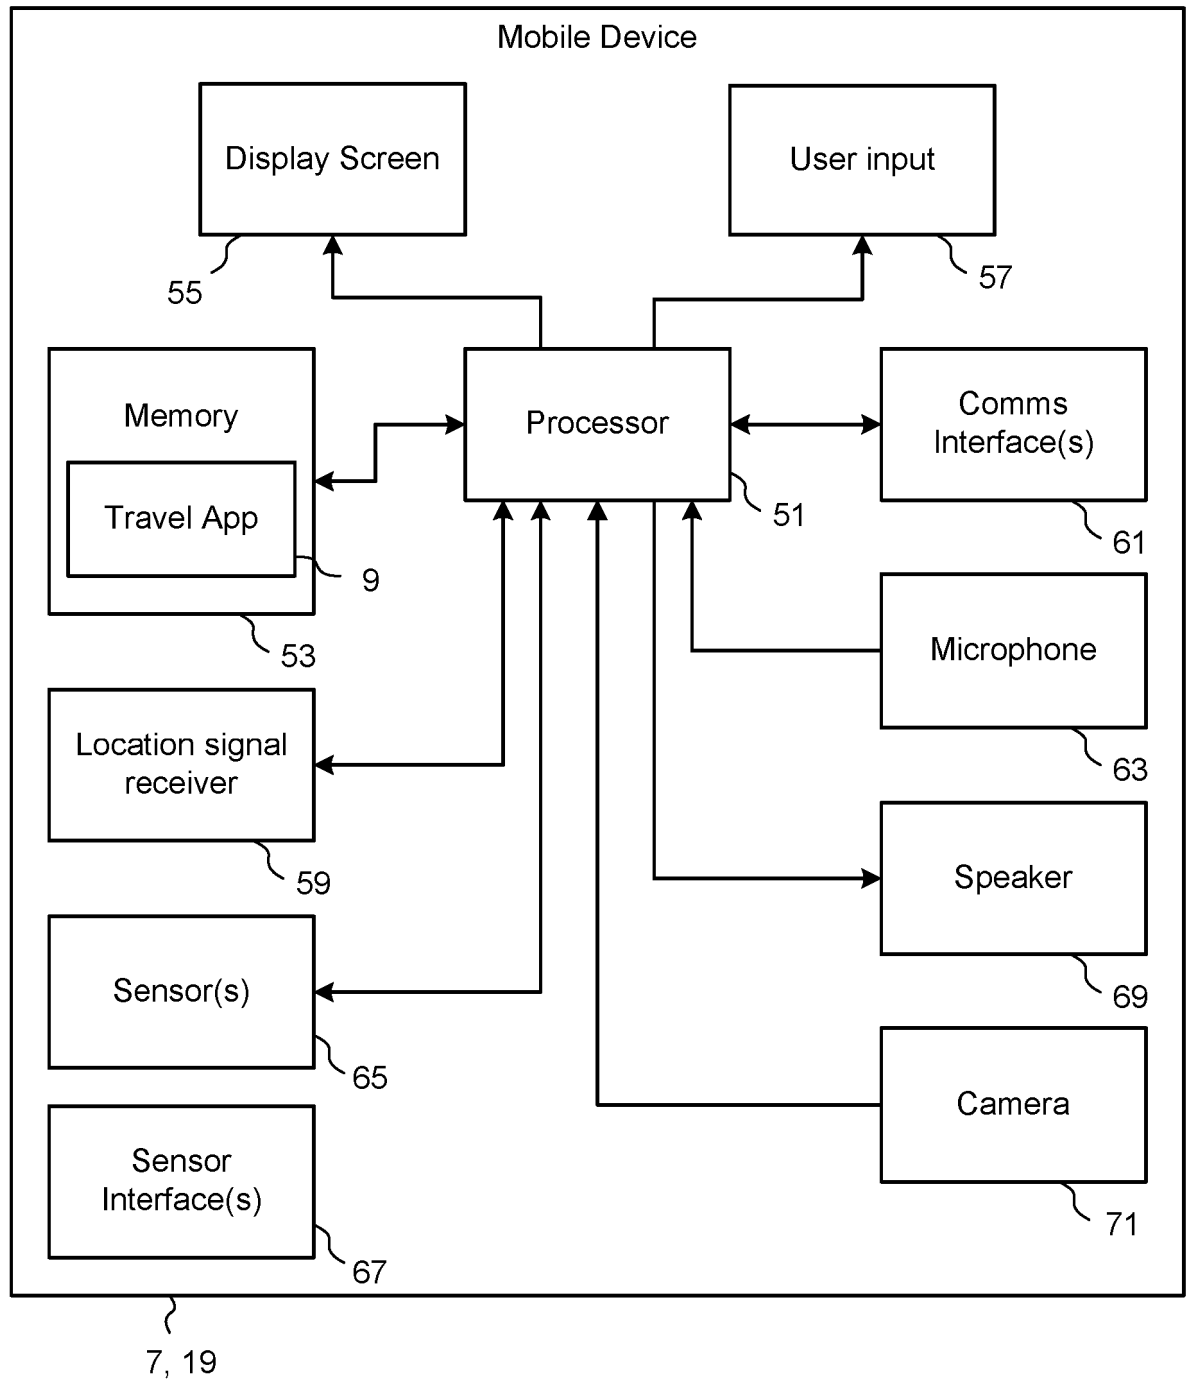 Mobile Device
Display Screen
User input
55
57
Memory
Processor
Comms
Interface(s)
Travel App
9
51
61
53
Microphone
Location signal
receiver
63
59
Speaker
Sensor(s)
69
65
Camera
Sensor
Interface(s)
71
67
7, 19